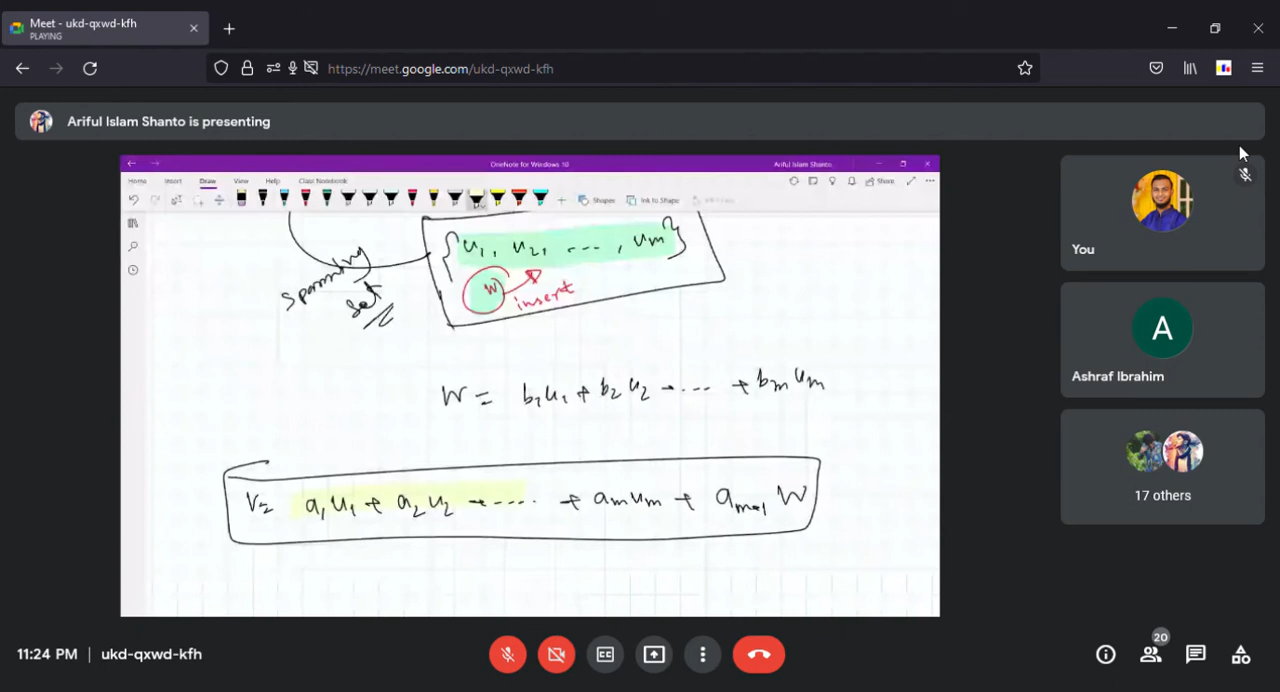 Meet - ukd-qxwd-kfh
PLAYING
https://meet.google.com/ukd-qxwd-kfh
Ariful Islam Shanto is presenting
OneNote for Windows 10
Ariful Islam Shanto
Home Insert Draw View Help Class Notebook
Share
Shapes Ink to Shape
{u₁, u₂, ..., uₘ}
w insert
spanning
set
w = b₁u₁ + b₂u₂ + ... + bₘuₘ
v = a₁u₁ + a₂u₂ + .... + aₘuₘ + aₘ₊₁ w
You
A
Ashraf Ibrahim
17 others
11:24 PM | ukd-qxwd-kfh
20